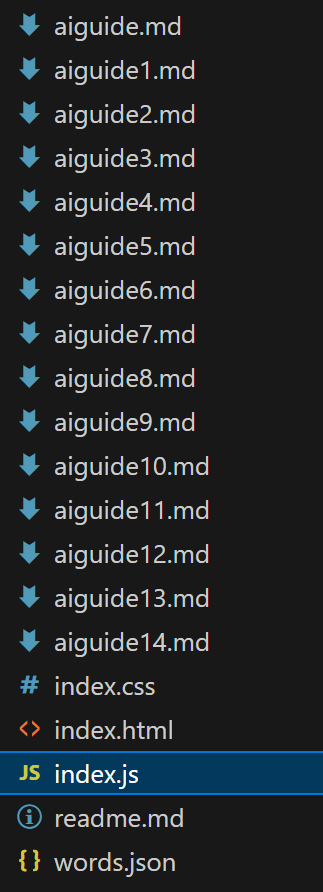 aiguide.md
aiguide1.md
aiguide2.md
aiguide3.md
aiguide4.md
aiguide5.md
aiguide6.md
aiguide7.md
aiguide8.md
aiguide9.md
aiguide10.md
aiguide11.md
aiguide12.md
aiguide13.md
aiguide14.md
# index.css
<> index.html
JS index.js
readme.md
{} words.json